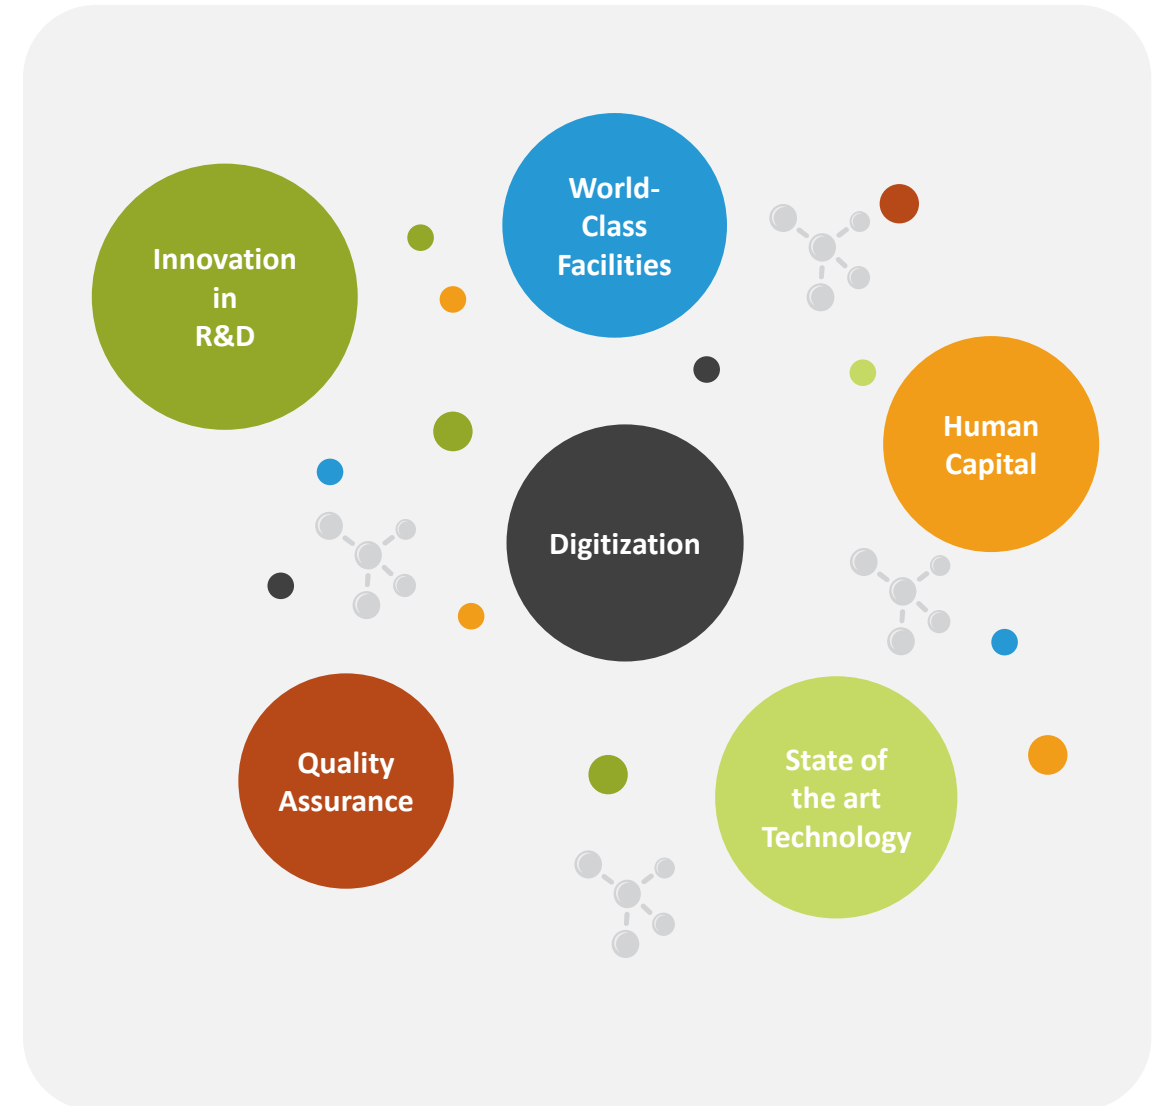 Innovation
in
R&D
World-
Class
Facilities
Human
Capital
Digitization
Quality
Assurance
State of
the art
Technology